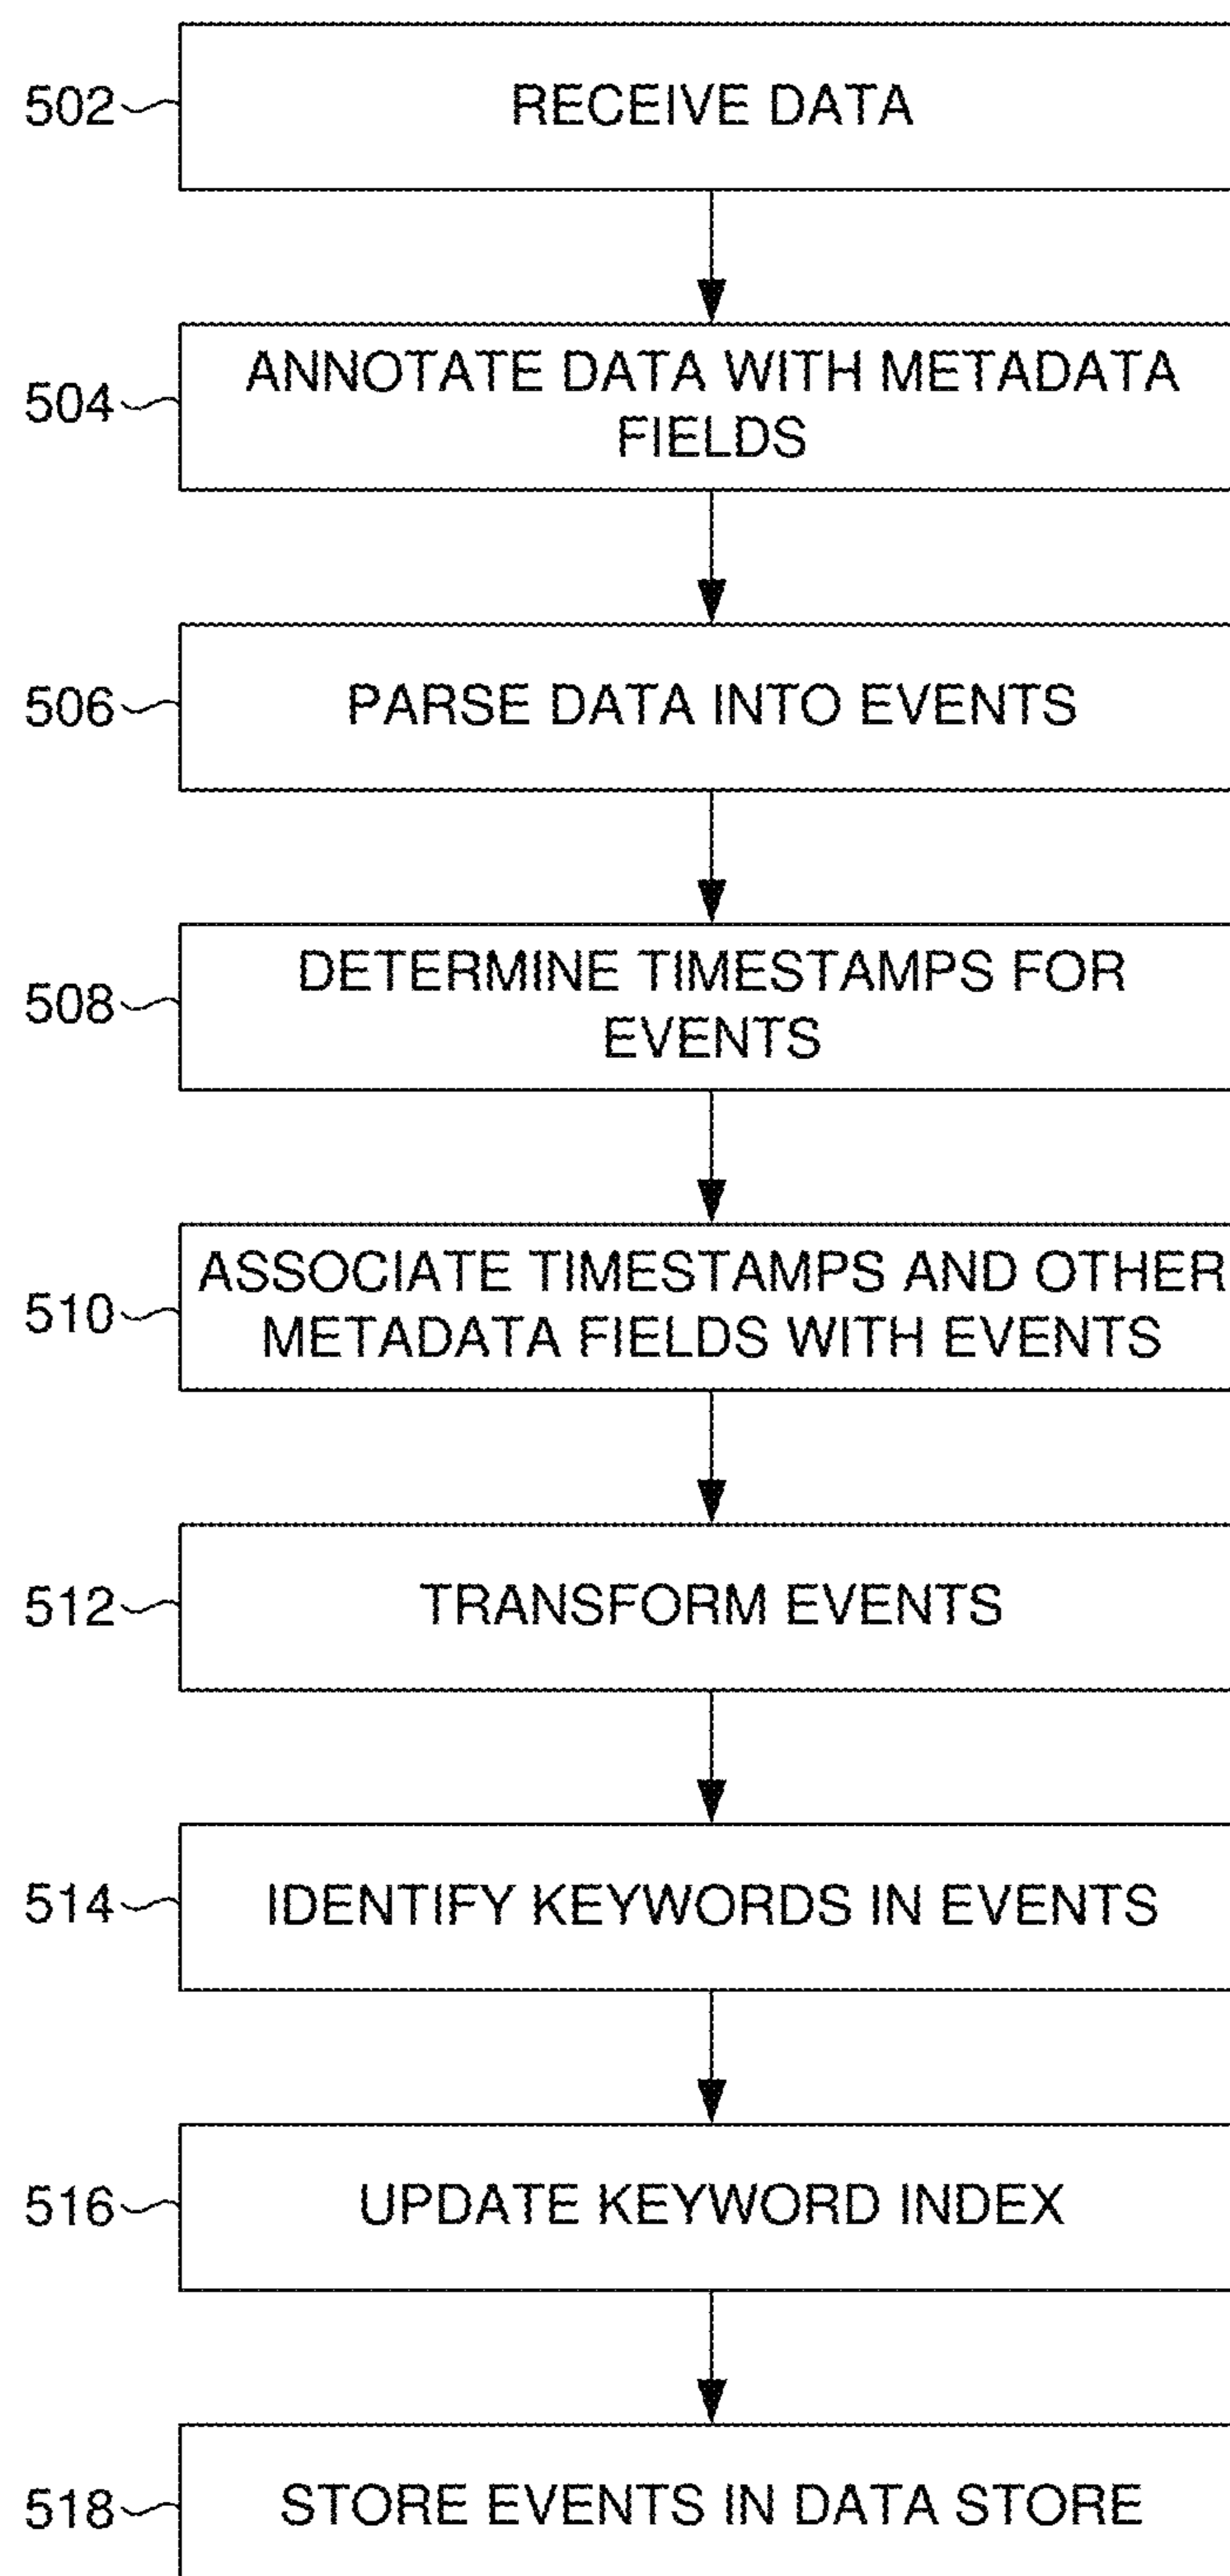 502
RECEIVE DATA
504
ANNOTATE DATA WITH METADATA
FIELDS
506
PARSE DATA INTO EVENTS
508
DETERMINE TIMESTAMPS FOR
EVENTS
510
ASSOCIATE TIMESTAMPS AND OTHER
METADATA FIELDS WITH EVENTS
512
TRANSFORM EVENTS
514
IDENTIFY KEYWORDS IN EVENTS
516
UPDATE KEYWORD INDEX
518
STORE EVENTS IN DATA STORE